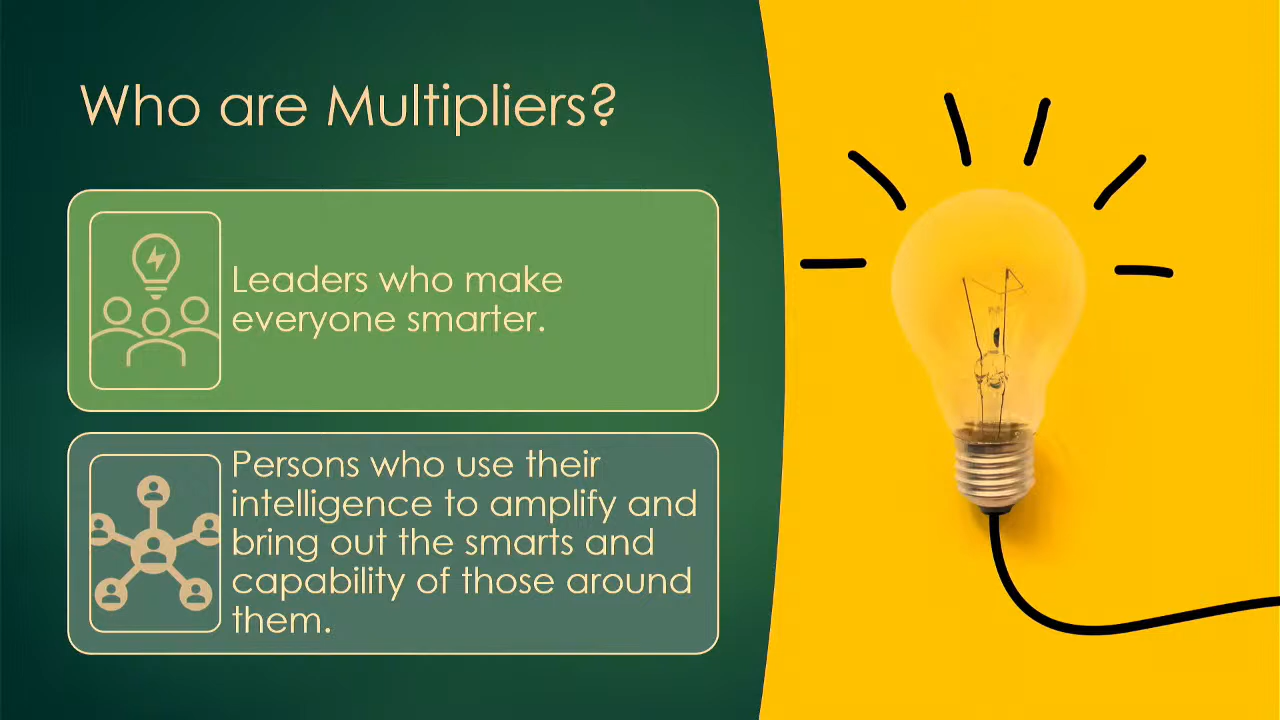 Who are Multipliers?
Leaders who make
everyone smarter.
Persons who use their
intelligence to amplify and
bring out the smarts and
capability of those around
them.